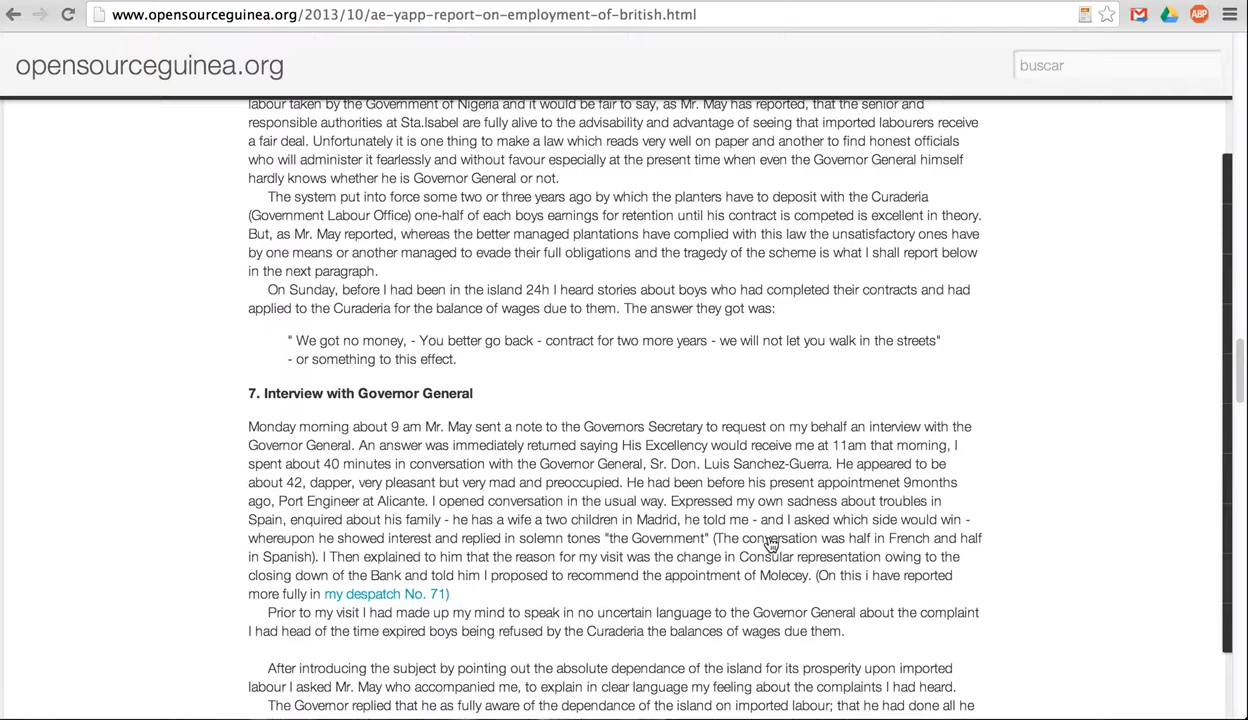 www.opensourceguinea.org/2013/10/ae-yapp-report-on-employment-of-british.html
ABP
opensourceguinea.org
buscar
labour taken by the Government of Nigeria and it would be fair to say, as Mr. May has reported, that the senior and
responsible authorities at Sta.Isabel are fully alive to the advisability and advantage of seeing that imported labourers receive
a fair deal. Unfortunately it is one thing to make a law which reads very well on paper and another to find honest officials
who will administer it fearlessly and without favour especially at the present time when even the Governor General himself
hardly knows whether he is Governor General or not.
The system put into force some two or three years ago by which the planters have to deposit with the Curaderia
(Government Labour Office) one-half of each boys earnings for retention until his contract is competed is excellent in theory.
But, as Mr. May reported, whereas the better managed plantations have complied with this law the unsatisfactory ones have
by one means or another managed to evade their full obligations and the tragedy of the scheme is what I shall report below
in the next paragraph.
On Sunday, before I had been in the island 24h I heard stories about boys who had completed their contracts and had
applied to the Curaderia for the balance of wages due to them. The answer they got was:
" We got no money, - You better go back - contract for two more years - we will not let you walk in the streets"
- or something to this effect.
7. Interview with Governor General
Monday morning about 9 am Mr. May sent a note to the Governors Secretary to request on my behalf an interview with the
Governor General. An answer was immediately returned saying His Excellency would receive me at 11am that morning, I
spent about 40 minutes in conversation with the Governor General, Sr. Don. Luis Sanchez-Guerra. He appeared to be
about 42, dapper, very pleasant but very mad and preoccupied. He had been before his present appointmenet 9months
ago, Port Engineer at Alicante. I opened conversation in the usual way. Expressed my own sadness about troubles in
Spain, enquired about his family - he has a wife a two children in Madrid, he told me - and I asked which side would win -
whereupon he showed interest and replied in solemn tones "the Government" (The conversation was half in French and half
in Spanish). I Then explained to him that the reason for my visit was the change in Consular representation owing to the
closing down of the Bank and told him I proposed to recommend the appointment of Molecey. (On this i have reported
more fully in my despatch No. 71)
Prior to my visit I had made up my mind to speak in no uncertain language to the Governor General about the complaint
I had head of the time expired boys being refused by the Curaderia the balances of wages due them.
After introducing the subject by pointing out the absolute dependance of the island for its prosperity upon imported
labour I asked Mr. May who accompanied me, to explain in clear language my feeling about the complaints I had heard.
The Governor replied that he as fully aware of the dependance of the island on imported labour; that he had done all he